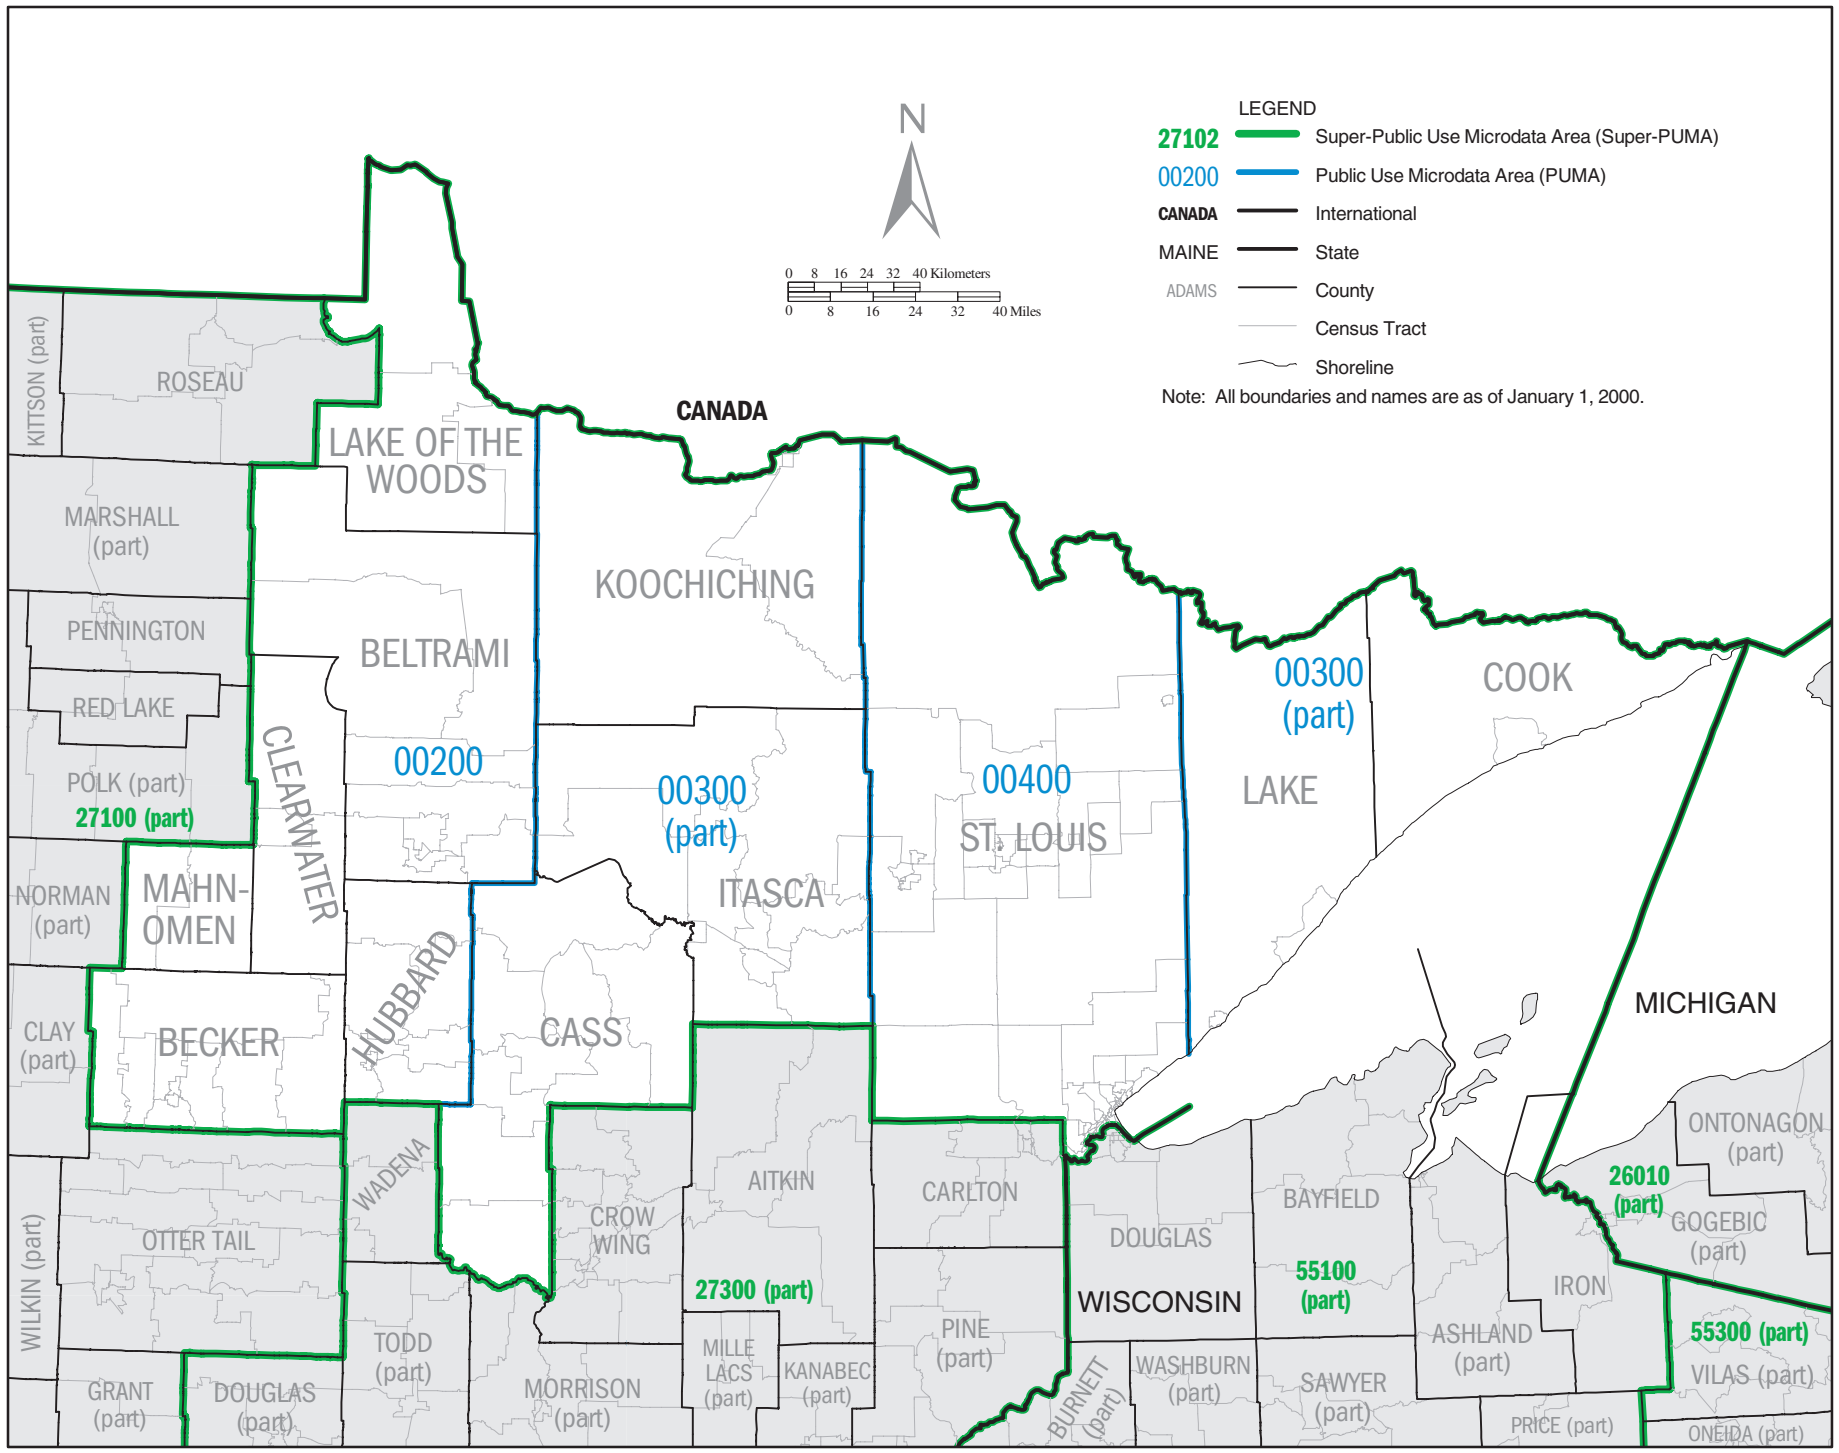 N
0 8 16 24 32 40 Kilometers
0 8 16 24 32 40 Miles
LEGEND
27102 Super-Public Use Microdata Area (Super-PUMA)
00200 Public Use Microdata Area (PUMA)
CANADA International
MAINE State
ADAMS County
Census Tract
Shoreline
Note: All boundaries and names are as of January 1, 2000.
CANADA
KITTSON (part)
ROSEAU
LAKE OF THE
WOODS
MARSHALL
(part)
KOOCHICHING
PENNINGTON
BELTRAMI
00300
(part)
COOK
RED LAKE
CLEARWATER
00200
00300
(part)
00400
LAKE
POLK (part)
27100 (part)
ST. LOUIS
NORMAN
(part)
MAHN-
OMEN
ITASCA
HUBBARD
CLAY
(part)
BECKER
CASS
MICHIGAN
WADENA
AITKIN
CARLTON
ONTONAGON
(part)
BAYFIELD
26010
(part)
GOGEBIC
(part)
WILKIN (part)
OTTER TAIL
CROW
WING
DOUGLAS
27300 (part)
WISCONSIN
55100
(part)
IRON
TODD
(part)
MILLE
LACS
(part)
KANABEC
(part)
PINE
(part)
ASHLAND
(part)
55300 (part)
VILAS (part)
GRANT
(part)
DOUGLAS
(part)
MORRISON
(part)
BURNETT
(part)
WASHBURN
(part)
SAWYER
(part)
PRICE (part)
ONEIDA (part)